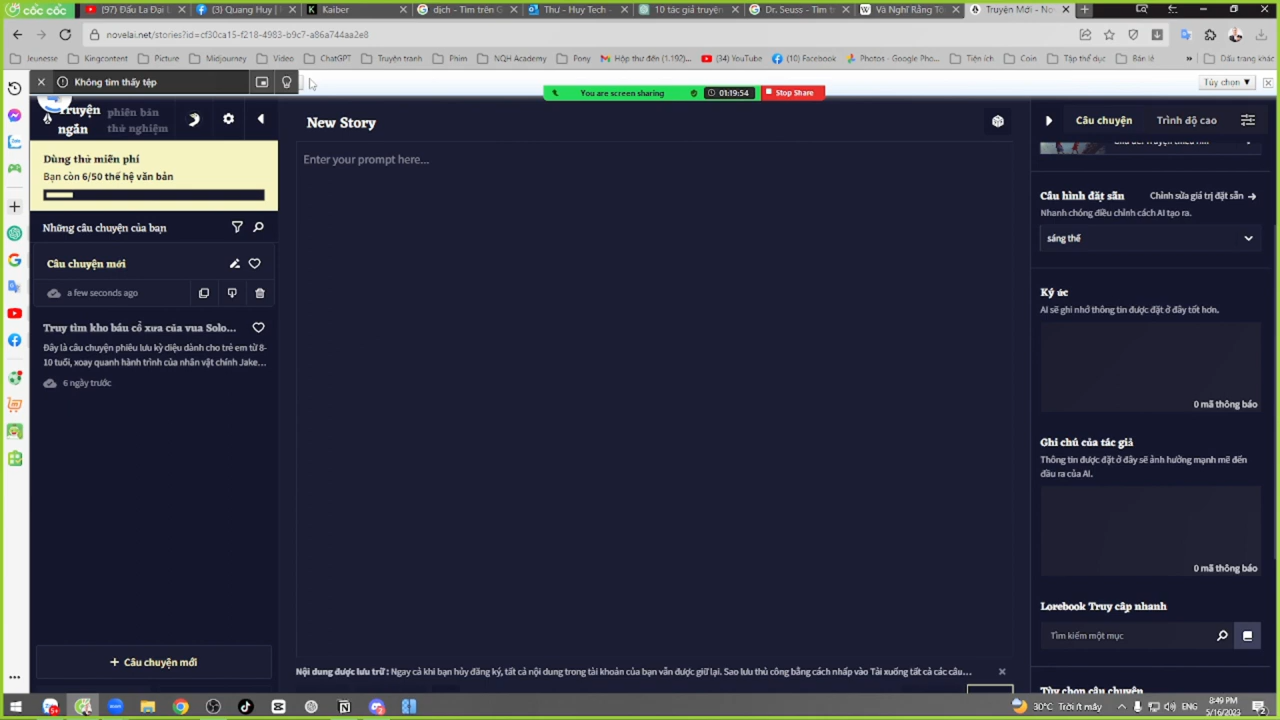 cốc cốc
(97) Đấu La Đại L
(3) Quang Huy |
Kaiber
dịch - Tìm trên G
Thư - Huy Tech -
10 tác giả truyện
Dr. Seuss - Tìm t
Vã Nghĩ Rằng Tô
Truyện Mới - No
novelai.net/stories?id=cf30ca15-f218-4983-b9c7-a86a744aa2e8
Jeunesse
Kingcontent
Picture
Midjourney
Video
ChatGPT
Truyện tranh
Phim
NQH Academy
Pony
Hộp thư đến (1.192)...
(34) YouTube
(10) Facebook
Photos - Google Pho...
Tiện ích
Coin
Tập thể dục
Bán lẻ
»
Dấu trang khác
Không tìm thấy tệp
You are screen sharing
01:19:54
Stop Share
Tùy chọn ▼
Truyện ngắn
phiên bản thử nghiệm
New Story
Câu chuyện
Trình độ cao
Dùng thử miễn phí
Bạn còn 6/50 thế hệ văn bản
Enter your prompt here...
Những câu chuyện của bạn
Câu chuyện mới
a few seconds ago
Truy tìm kho báu cổ xưa của vua Solo...
Đây là câu chuyện phiêu lưu kỳ diệu dành cho trẻ em từ 8-
10 tuổi, xoay quanh hành trình của nhân vật chính Jake...
6 ngày trước
+ Câu chuyện mới
Cấu hình đặt sẵn
Chỉnh sửa giá trị đặt sẵn →
Nhanh chóng điều chỉnh cách AI tạo ra.
sáng thế
Ký ức
AI sẽ ghi nhớ thông tin được đặt ở đây tốt hơn.
0 mã thông báo
Ghi chú của tác giả
Thông tin được đặt ở đây sẽ ảnh hưởng mạnh mẽ đến
đầu ra của AI.
0 mã thông báo
Lorebook Truy cập nhanh
Tìm kiếm một mục
Tùy chọn câu chuyện
Nội dung được lưu trữ : Ngay cả khi bạn hủy đăng ký, tất cả nội dung trong tài khoản của bạn vẫn được giữ lại. Sao lưu thủ công bằng cách nhấp vào Tải xuống tất cả các câu...
30°C Trời ít mây
ENG
8:49 PM
5/16/2023